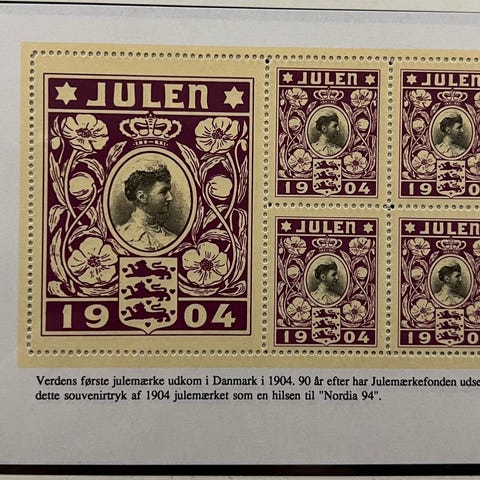 JULEN
1904
JULEN
1904
JULEN
1904
JULEN
1904
JULEN
1904
Verdens første julemærke udkom i Danmark i 1904. 90 år efter har Julemærkefonden udse
dette souvenirtryk af 1904 julemærket som en hilsen til "Nordia 94".